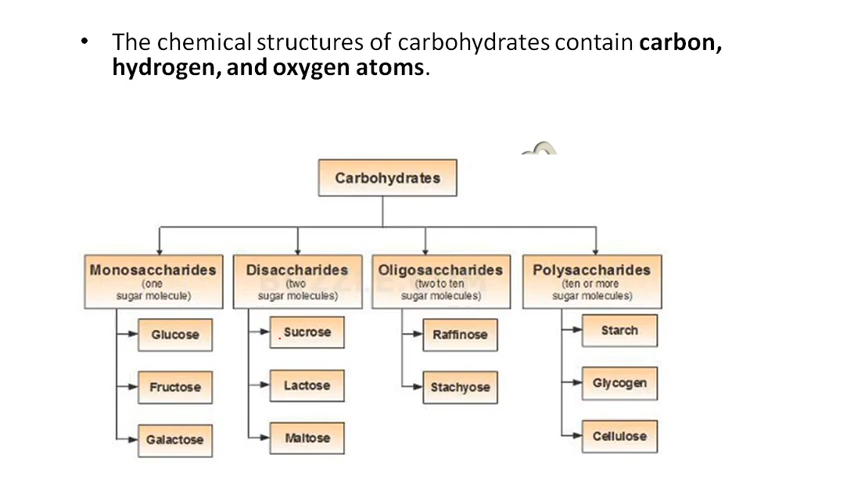 • The chemical structures of carbohydrates contain carbon,
hydrogen, and oxygen atoms.
Carbohydrates
Monosaccharides
(one
sugar molecule)
Disaccharides
(two
sugar molecules)
Oligosaccharides
(two to ten
sugar molecules)
Polysaccharides
(ten or more
sugar molecules)
Glucose
Fructose
Galactose
Sucrose
Lactose
Maltose
Raffinose
Stachyose
Starch
Glycogen
Cellulose